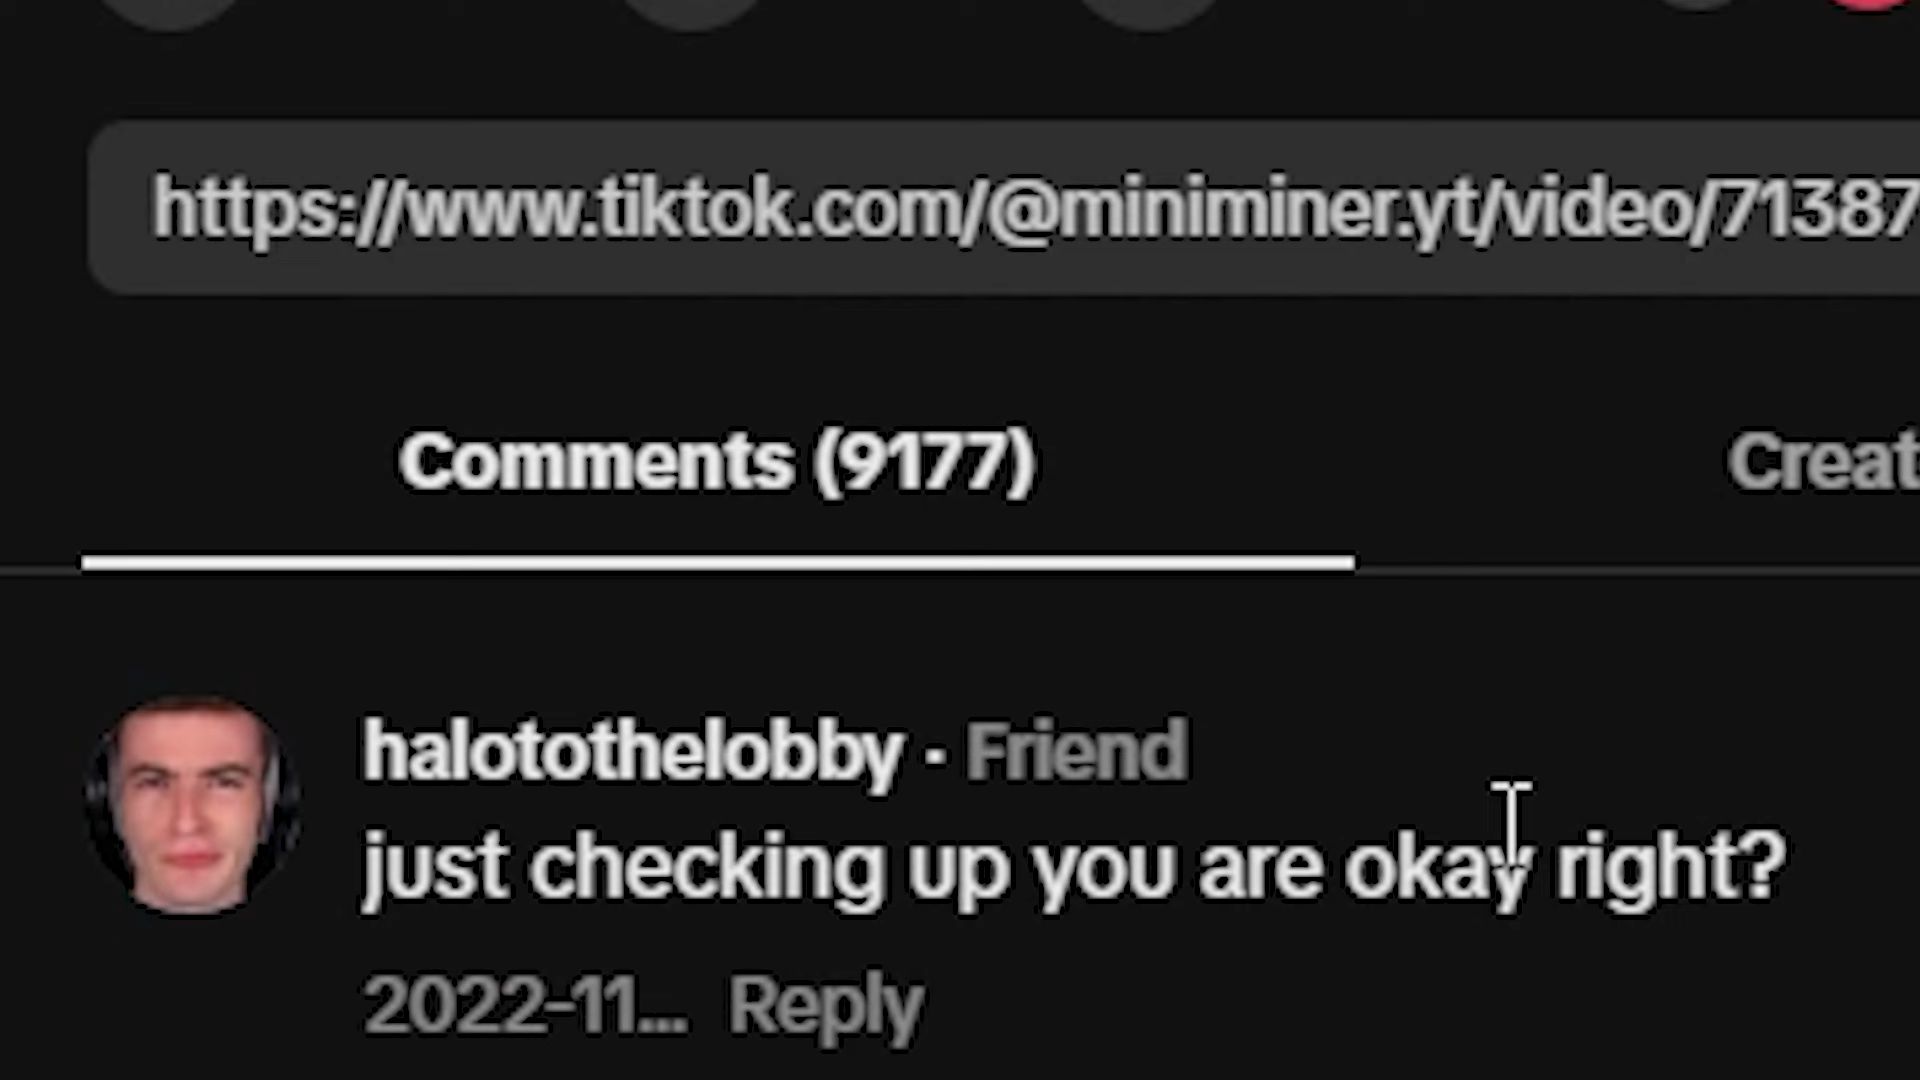 https://www.tiktok.com/@miniminer.yt/video/71387
Comments (9177)
Creat
halotothelobby · Friend
just checking up you are okay right?
2022-11... Reply